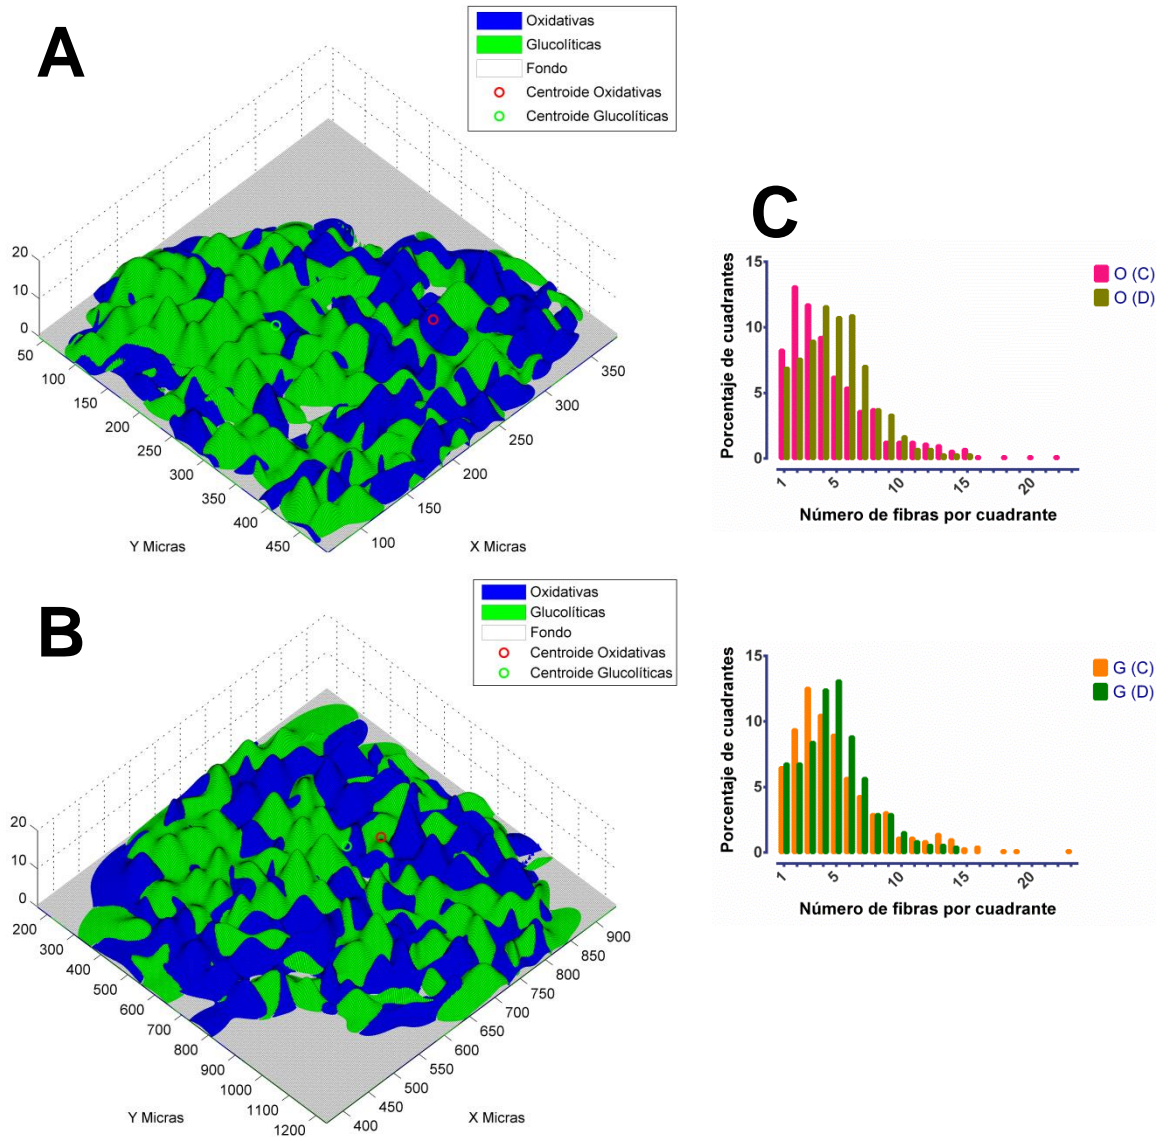 A
Oxidativas
Glucolíticas
Fondo
Centroide Oxidativas
Centroide Glucolíticas
20
10
0
50
100
150
200
250
300
350
400
450
Y Micras
100
150
200
250
300
350
X Micras
B
Oxidativas
Glucolíticas
Fondo
Centroide Oxidativas
Centroide Glucolíticas
20
10
0
200
300
400
500
600
700
800
900
1000
1100
1200
Y Micras
400
450
500
550
600
650
700
750
800
850
900
X Micras
C
Porcentaje de cuadrantes
15
10
5
0
1
5
10
15
20
Número de fibras por cuadrante
O (C)
O (D)
Porcentaje de cuadrantes
15
10
5
0
1
5
10
15
20
Número de fibras por cuadrante
G (C)
G (D)